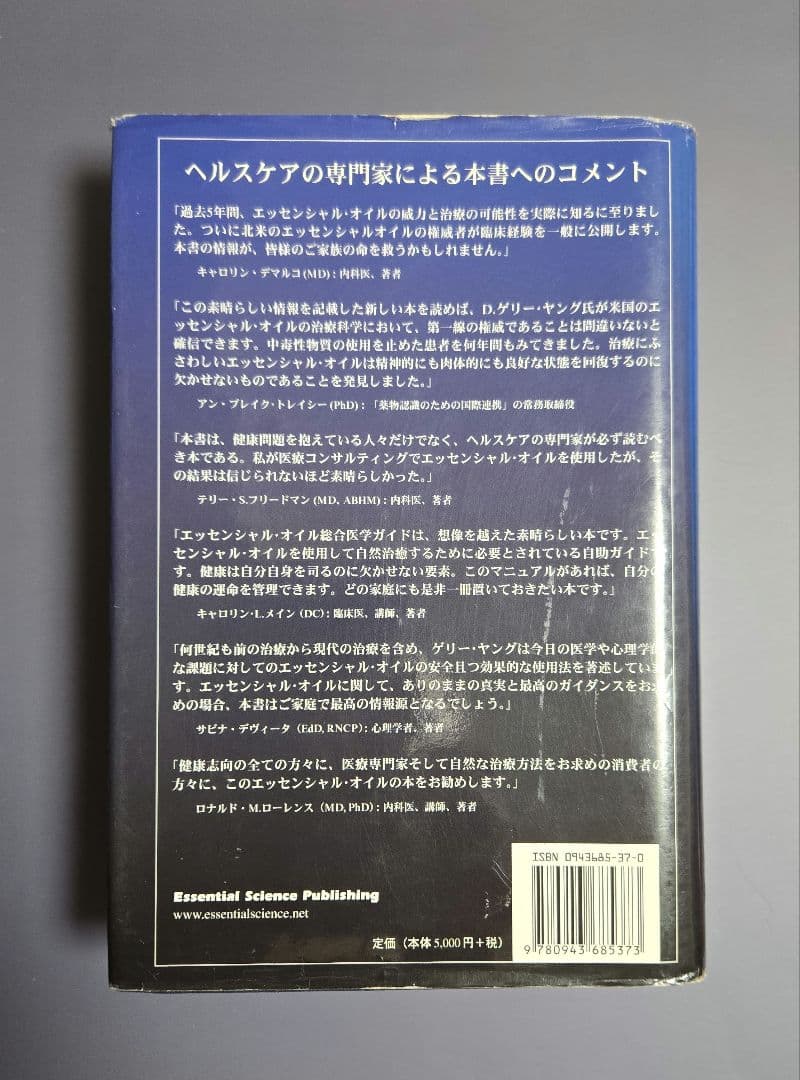 ヘルスケアの専門家による本書へのコメント
「過去5年間、エッセンシャル・オイルの威力と治療の可能性を実際に知るに至りまし
た。ついに北米のエッセンシャルオイルの権威者が臨床経験を一般に公開します。
本書の情報が、皆様のご家族の命を救うかもしれません。」
キャロリン・デマルコ(MD):内科医、著者
「この素晴らしい情報を記載した新しい本を読めば、D.ゲリー・ヤング氏が米国のエ
ッセンシャル・オイルの治療科学において、第一線の権威であることは間違いないと
確信できます。中毒性物質の使用を止めた患者を何年間もみてきました。治療にふ
さわしいエッセンシャル・オイルは精神的にも肉体的にも良好な状態を回復するのに
欠かせないものであることを発見しました。」
アン・ブレイク・トレイシー(PhD):「薬物認識のための国際連携」の常務取締役
「本書は、健康問題を抱えている人々だけでなく、ヘルスケアの専門家が必ず読むべ
き本である。私が医療コンサルティングでエッセンシャル・オイルを使用したが、そ
の結果は信じられないほど素晴らしかった。」
テリー・S.フリードマン(MD、ABHM):内科医、著者
「エッセンシャル・オイル総合医学ガイドは、想像を越えた素晴らしい本です。エッ
センシャル・オイルを使用して自然治癒するために必要とされている自助ガイドで
す。健康は自分自身を司るのに欠かせない要素。このマニュアルがあれば、自分の
健康の運命を管理できます。どの家庭にも是非一冊置いておきたい本です。」
キャロリン・L.メイン(DC):臨床医、講師、著者
「何世紀も前の治療から現代の治療を含め、ゲリー・ヤングは今日の医学や心理学的
な課題に対してのエッセンシャル・オイルの安全且つ効果的な使用法を著述していま
す。エッセンシャル・オイルに関して、ありのままの真実と最高のガイダンスをお求
めの場合、本書はご家庭で最高の情報源となるでしょう。」
サビナ・デヴィータ(EdD, RNCP):心理学者、著者
「健康志向の全ての方々に、医療専門家そして自然な治療方法をお求めの消費者の
方々に、このエッセンシャル・オイルの本をお勧めします。」
ロナルド・M.ローレンス(MD, PhD):内科医、講師、著者
Essential Science Publishing
www.essentialscience.net
定価(本体5,000円+税)
ISBN 0943685-37-0
9 780943 685373